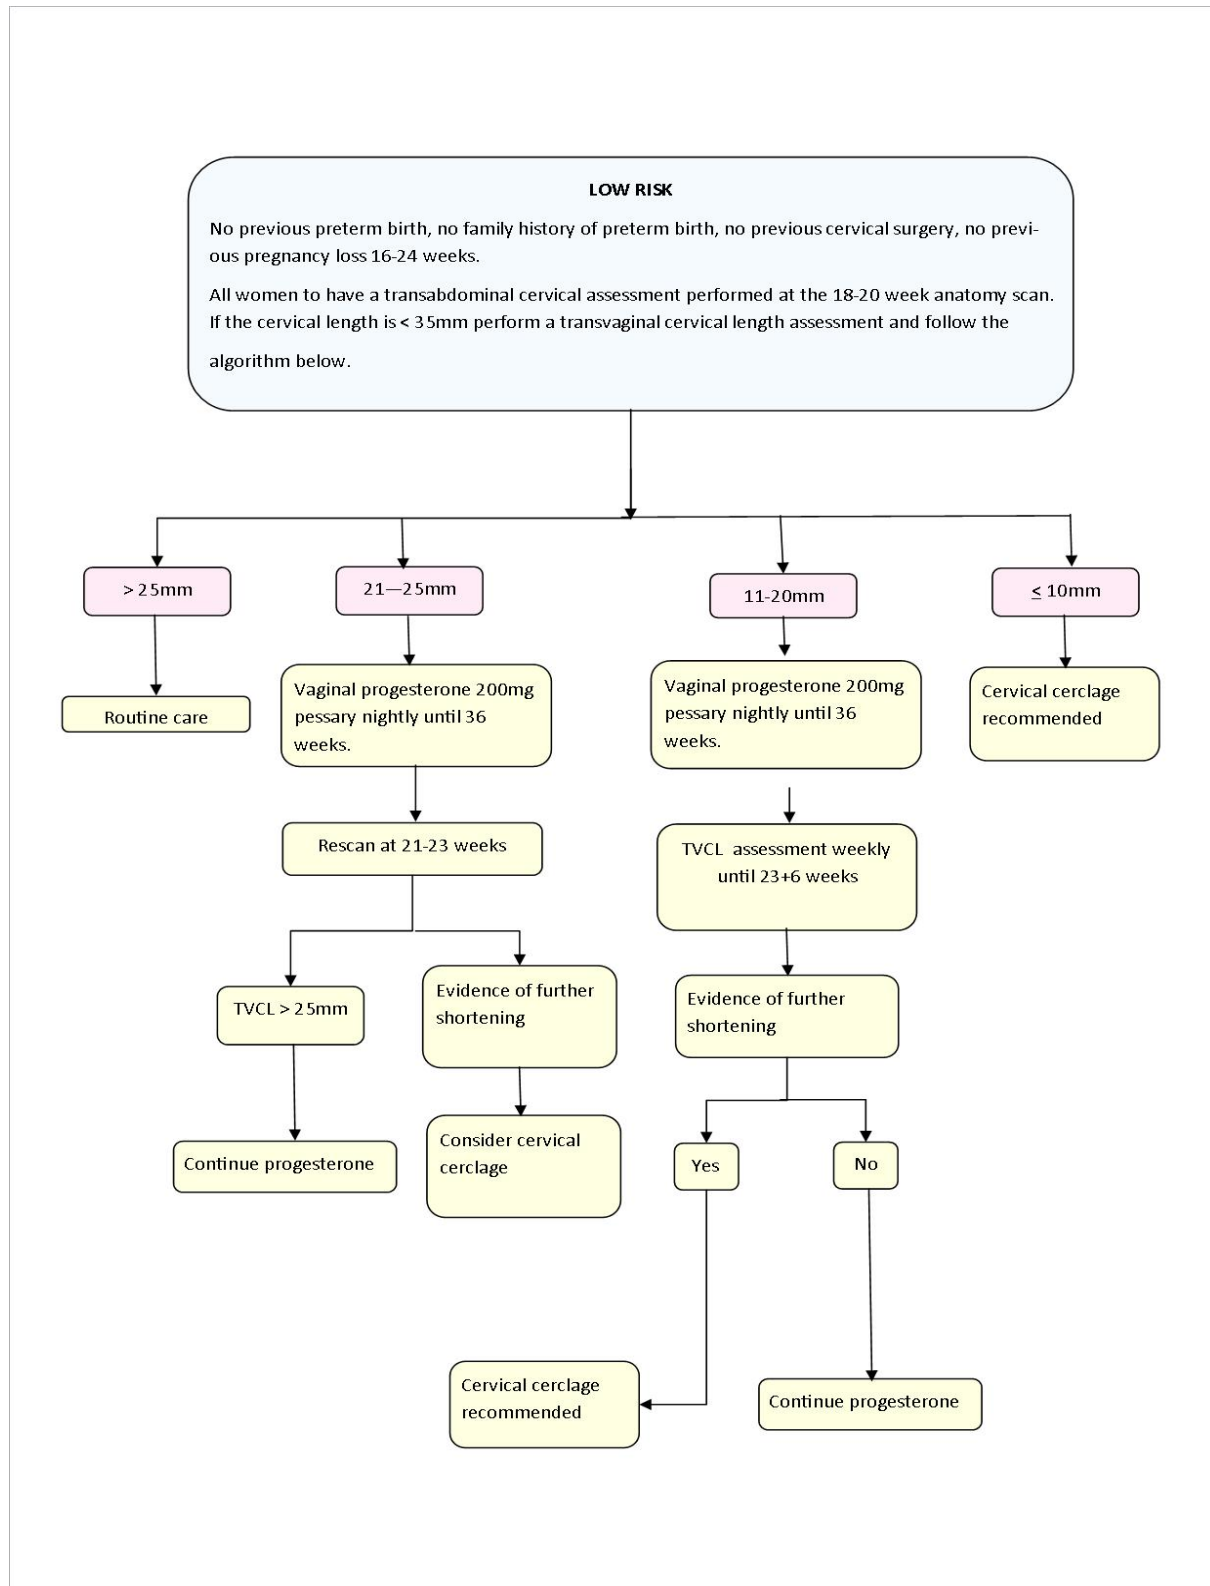 LOW RISK
No previous preterm birth, no family history of preterm birth, no previous cervical surgery, no previ-
ous pregnancy loss 16-24 weeks.
All women to have a transabdominal cervical assessment performed at the 18-20 week anatomy scan.
If the cervical length is < 35mm perform a transvaginal cervical length assessment and follow the
algorithm below.
> 25mm
21—25mm
11-20mm
≤ 10mm
Routine care
Vaginal progesterone 200mg
pessary nightly until 36
weeks.
Vaginal progesterone 200mg
pessary nightly until 36
weeks.
Cervical cerclage
recommended
Rescan at 21-23 weeks
TVCL assessment weekly
until 23+6 weeks
TVCL > 25mm
Evidence of further
shortening
Evidence of further
shortening
Continue progesterone
Consider cervical
cerclage
Yes
No
Cervical cerclage
recommended
Continue progesterone